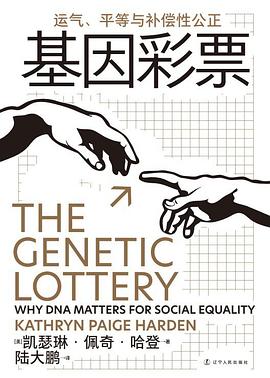 运气、平等与补偿性公正
基因彩票
THE
GENETIC
LOTTERY
WHY DNA MATTERS FOR SOCIAL EQUALITY
KATHRYN PAIGE HARDEN
[美]凯瑟琳·佩奇·哈登 著
陆大鹏 译
辽宁人民出版社